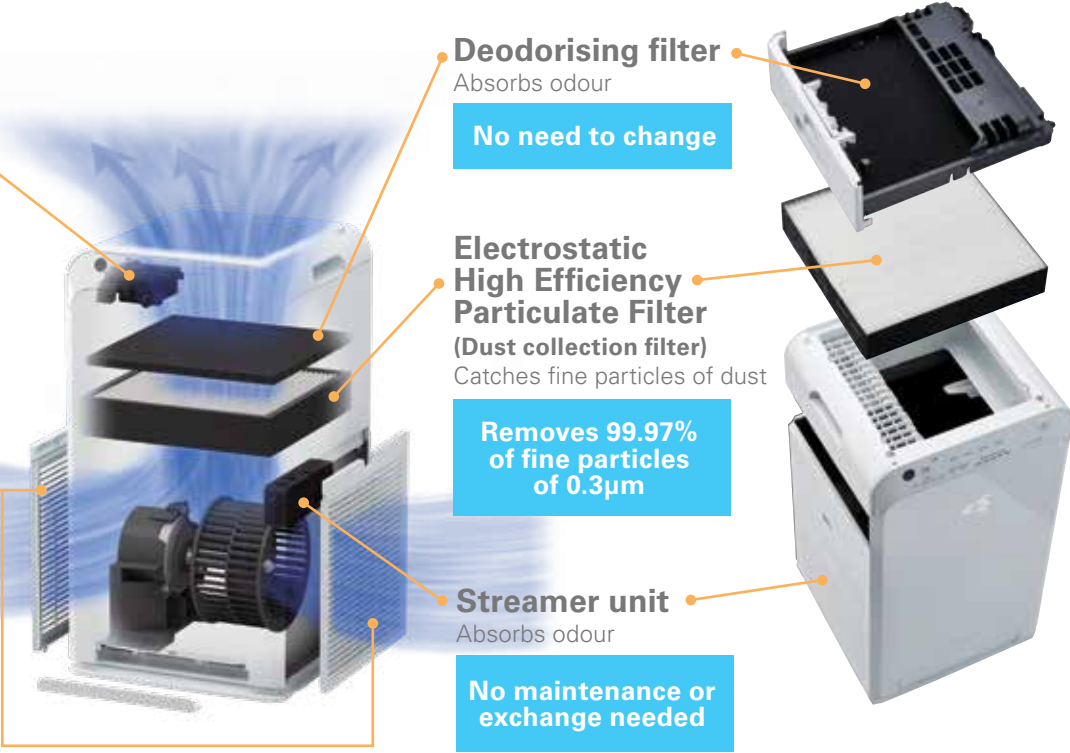 Deodorising filter
Absorbs odour
No need to change
Electrostatic
High Efficiency
Particulate Filter
(Dust collection filter)
Catches fine particles of dust
Removes 99.97%
of fine particles
of 0.3µm
Streamer unit
Absorbs odour
No maintenance or
exchange needed